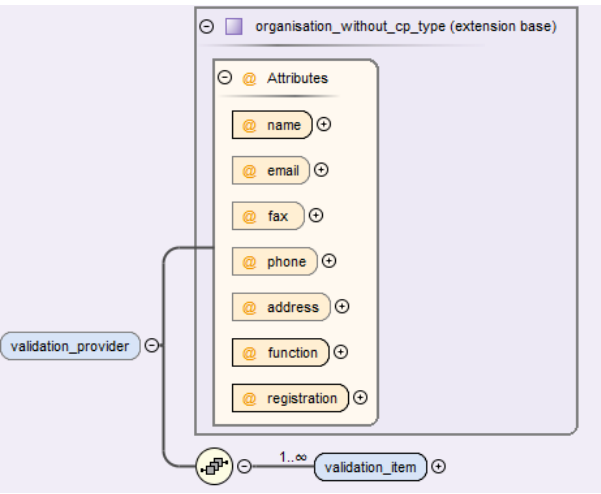 organisation_without_cp_type (extension base)
@ Attributes
@ name
@ email
@ fax
@ phone
@ address
@ function
@ registration
validation_provider
1..∞
validation_item